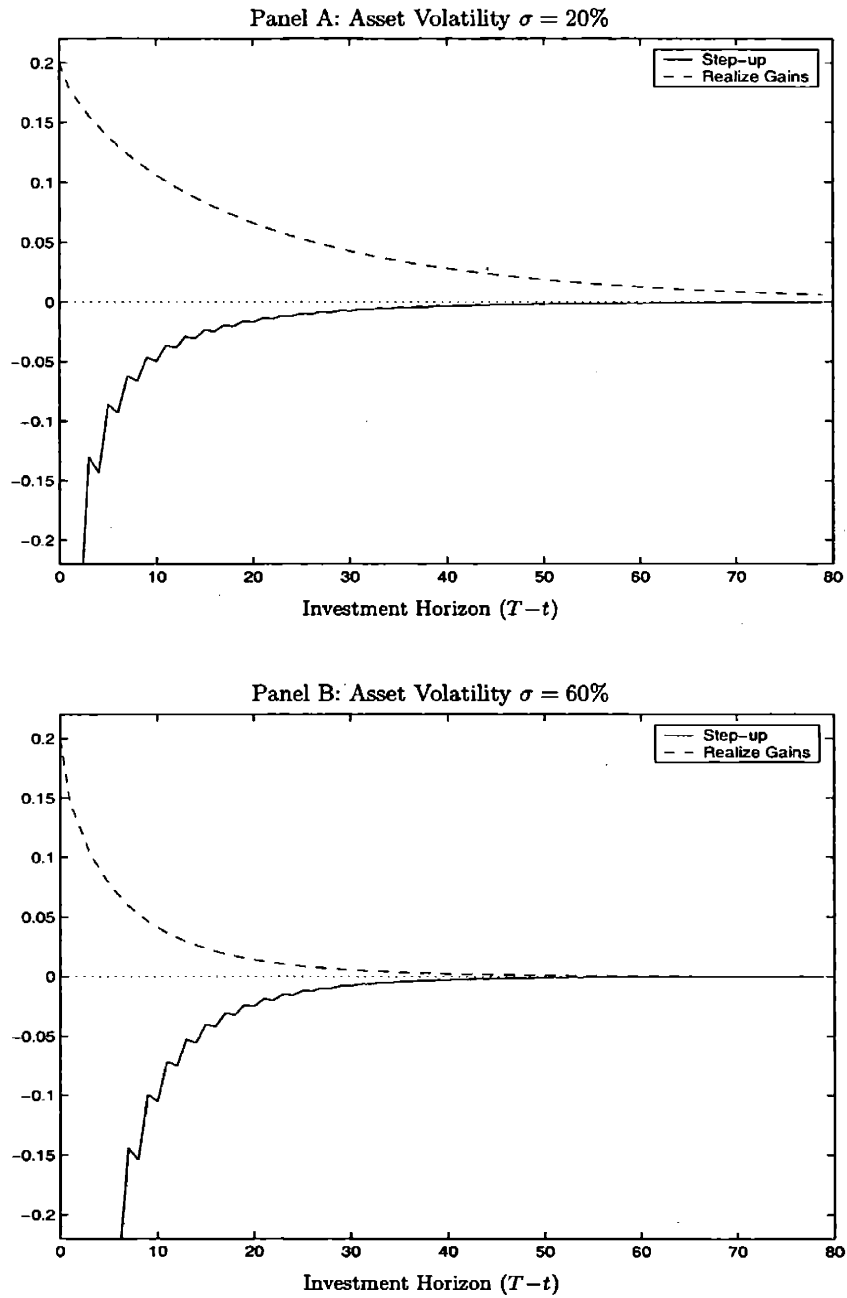 Panel A: Asset Volatility σ = 20%
Step-up
Realize Gains
0.2
0.15
0.1
0.05
0
-0.05
-0.1
-0.15
-0.2
0 10 20 30 40 50 60 70 80
Investment Horizon (T-t)
Panel B: Asset Volatility σ = 60%
Step-up
Realize Gains
0.2
0.15
0.1
0.05
0
-0.05
-0.1
-0.15
-0.2
0 10 20 30 40 50 60 70 80
Investment Horizon (T-t)